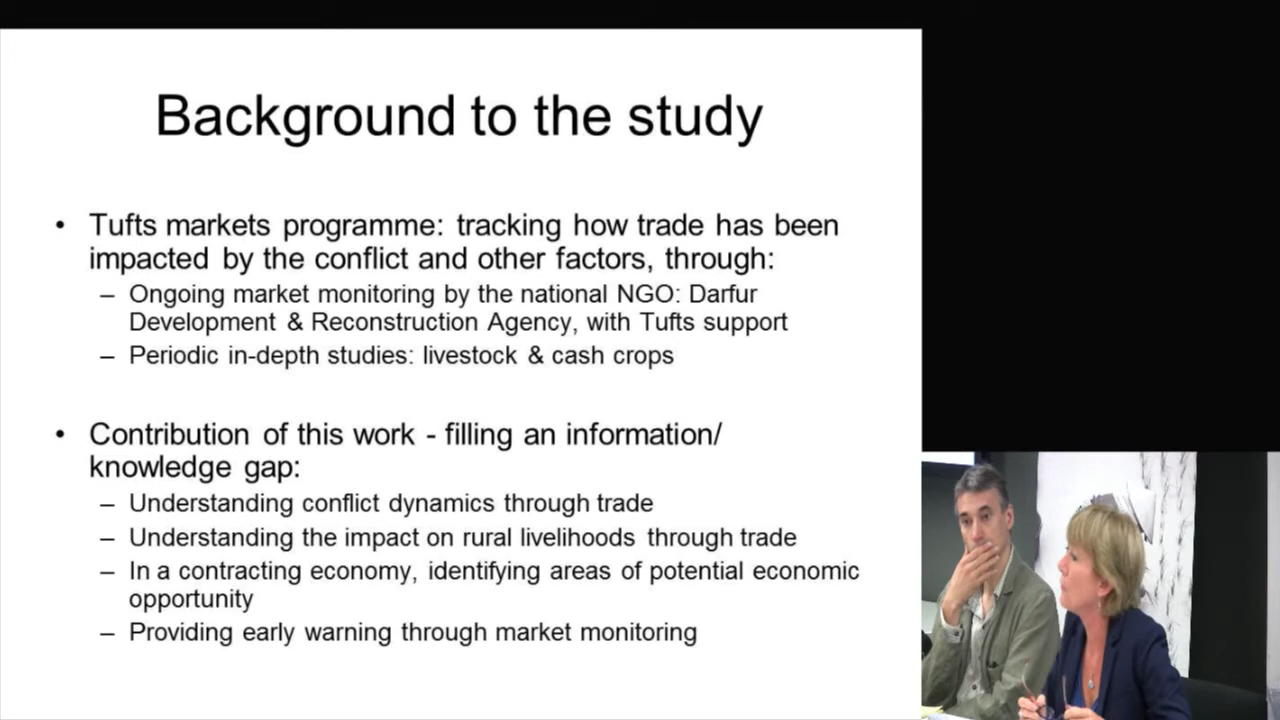 Background to the study
• Tufts markets programme: tracking how trade has been
impacted by the conflict and other factors, through:
– Ongoing market monitoring by the national NGO: Darfur
Development & Reconstruction Agency, with Tufts support
– Periodic in-depth studies: livestock & cash crops
• Contribution of this work - filling an information/
knowledge gap:
– Understanding conflict dynamics through trade
– Understanding the impact on rural livelihoods through trade
– In a contracting economy, identifying areas of potential economic
opportunity
– Providing early warning through market monitoring